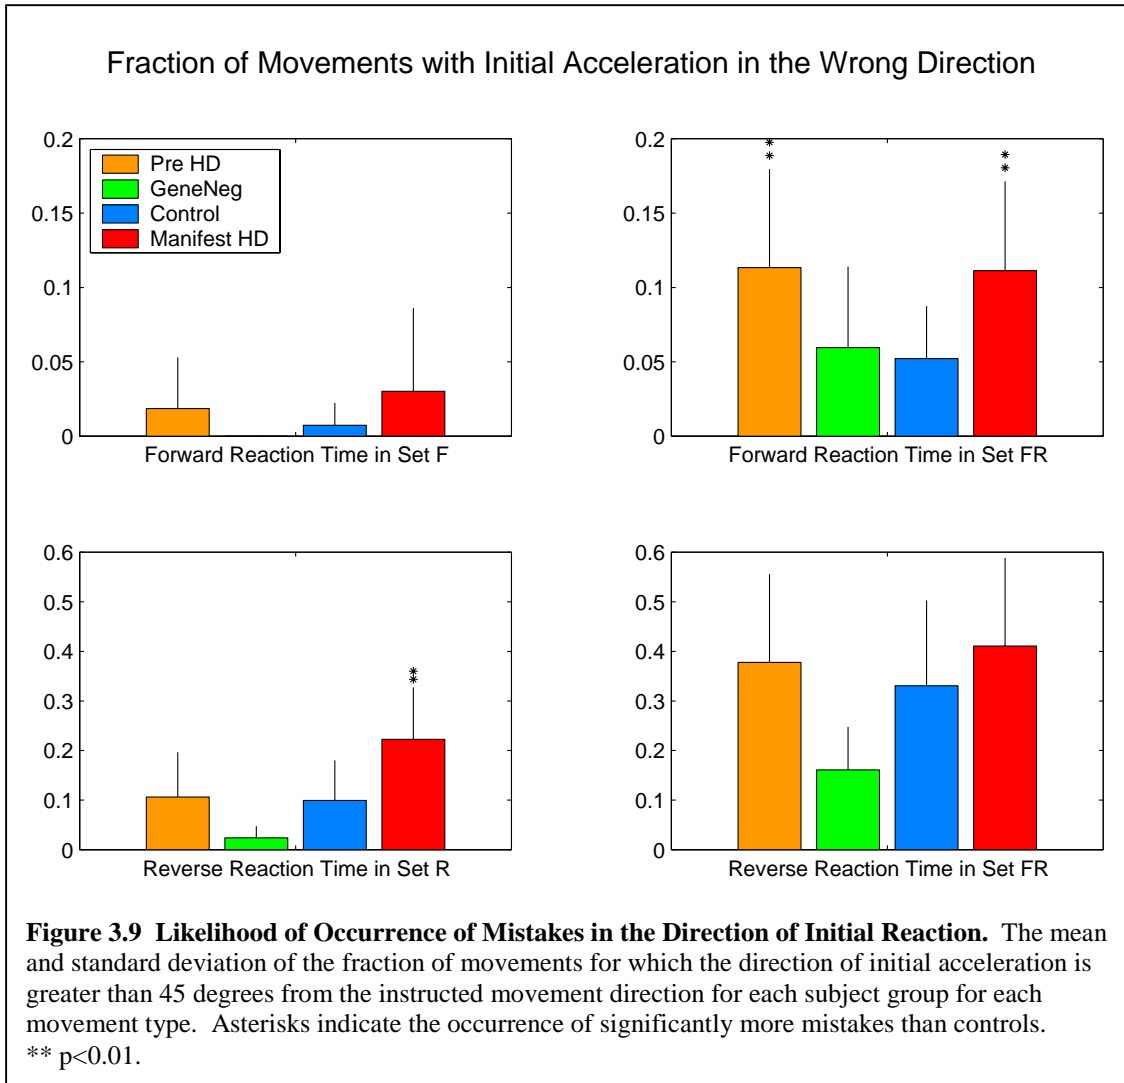 Fraction of Movements with Initial Acceleration in the Wrong Direction
0.2
0.15
0.1
0.05
0
Pre HD
GeneNeg
Control
Manifest HD
Forward Reaction Time in Set F
0.2
0.15
0.1
0.05
0
**
**
Forward Reaction Time in Set FR
0.6
0.5
0.4
0.3
0.2
0.1
0
**
Reverse Reaction Time in Set R
0.6
0.5
0.4
0.3
0.2
0.1
0
Reverse Reaction Time in Set FR
Figure 3.9 Likelihood of Occurrence of Mistakes in the Direction of Initial Reaction. The mean
and standard deviation of the fraction of movements for which the direction of initial acceleration is
greater than 45 degrees from the instructed movement direction for each subject group for each
movement type. Asterisks indicate the occurrence of significantly more mistakes than controls.
** p<0.01.